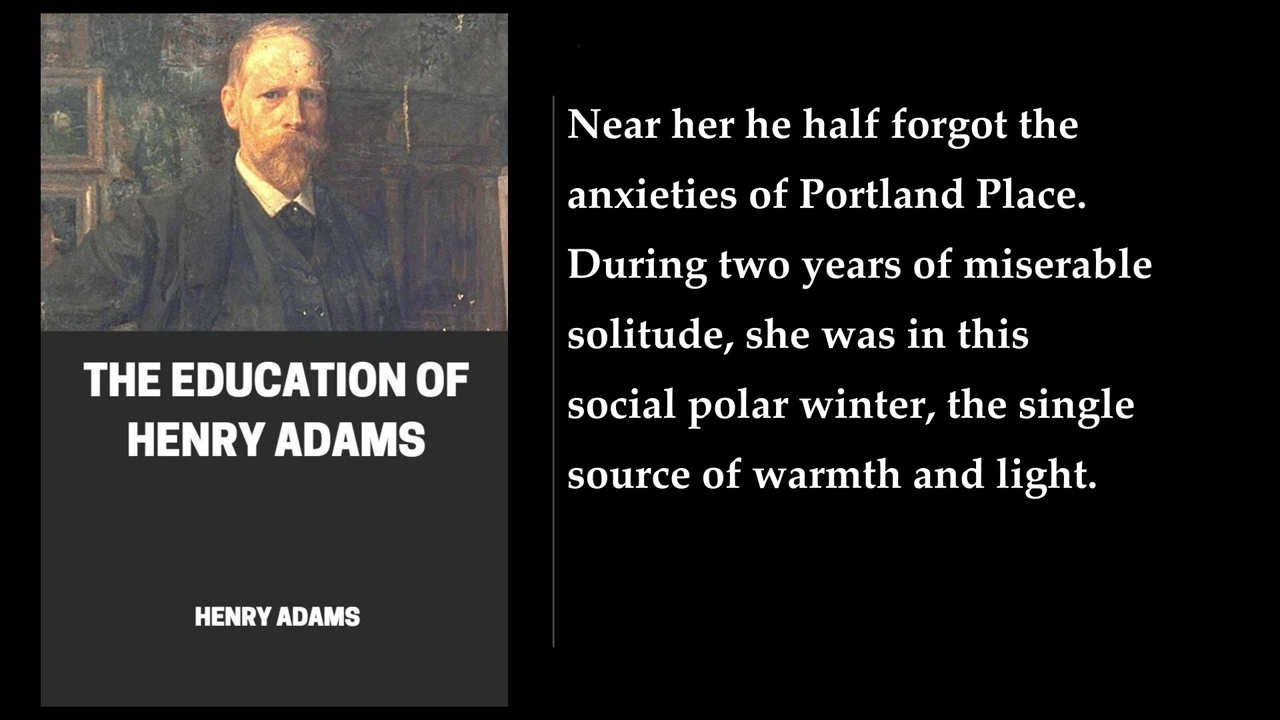 THE EDUCATION OF
HENRY ADAMS
HENRY ADAMS
Near her he half forgot the
anxieties of Portland Place.
During two years of miserable
solitude, she was in this
social polar winter, the single
source of warmth and light.